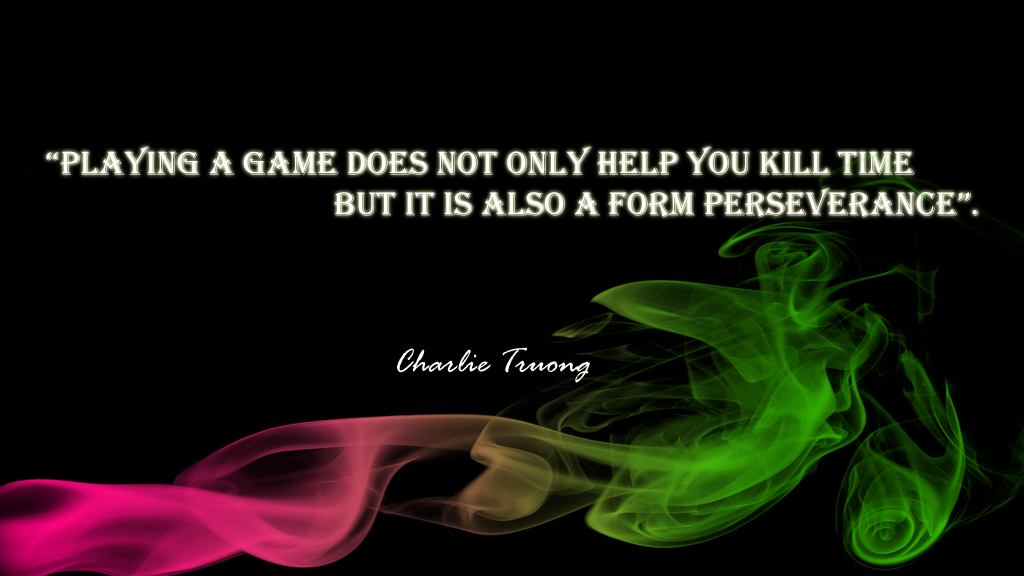 “PLAYING A GAME DOES NOT ONLY HELP YOU KILL TIME
BUT IT IS ALSO A FORM PERSEVERANCE”.
Charlie Truong